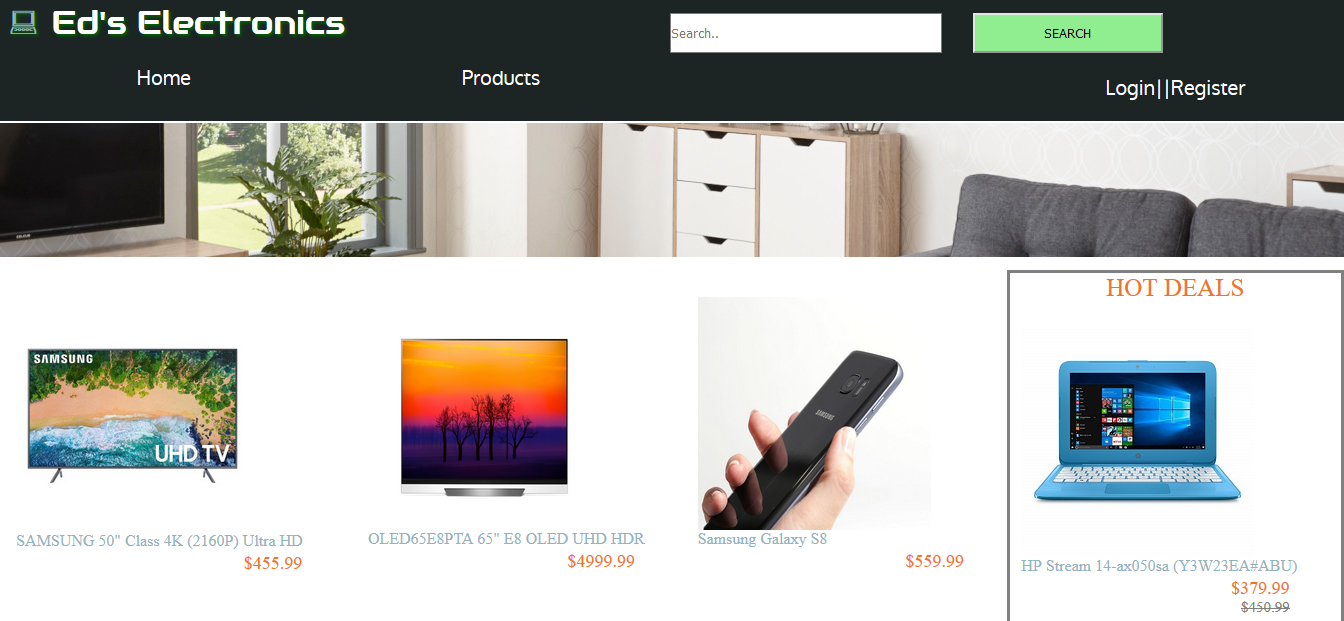 Ed's Electronics
Search..
SEARCH
Home
Products
Login||Register
HOT DEALS
SAMSUNG
UHD TV
SAMSUNG
SAMSUNG 50" Class 4K (2160P) Ultra HD
$455.99
OLED65E8PTA 65" E8 OLED UHD HDR
$4999.99
Samsung Galaxy S8
$559.99
HP Stream 14-ax050sa (Y3W23EA#ABU)
$379.99
$450.99